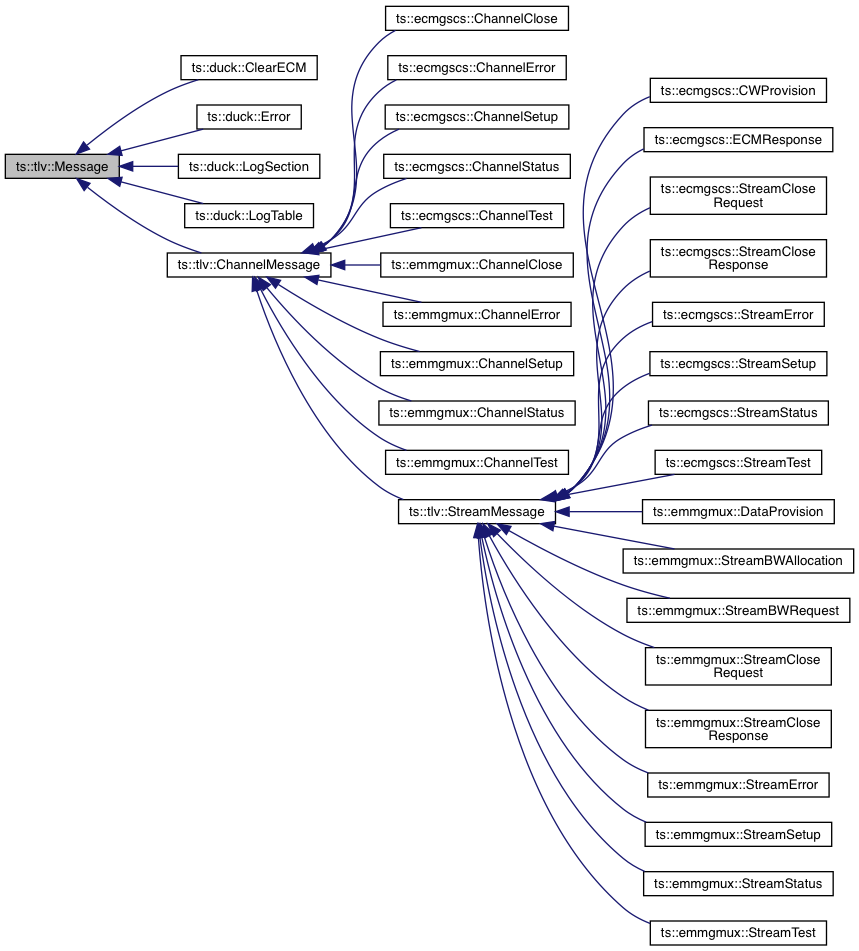 ts::tlv::Message
ts::duck::ClearECM
ts::duck::Error
ts::duck::LogSection
ts::duck::LogTable
ts::tlv::ChannelMessage
ts::ecmgscs::ChannelClose
ts::ecmgscs::ChannelError
ts::ecmgscs::ChannelSetup
ts::ecmgscs::ChannelStatus
ts::ecmgscs::ChannelTest
ts::emmgmux::ChannelClose
ts::emmgmux::ChannelError
ts::emmgmux::ChannelSetup
ts::emmgmux::ChannelStatus
ts::emmgmux::ChannelTest
ts::tlv::StreamMessage
ts::ecmgscs::CWProvision
ts::ecmgscs::ECMResponse
ts::ecmgscs::StreamClose
Request
ts::ecmgscs::StreamClose
Response
ts::ecmgscs::StreamError
ts::ecmgscs::StreamSetup
ts::ecmgscs::StreamStatus
ts::ecmgscs::StreamTest
ts::emmgmux::DataProvision
ts::emmgmux::StreamBWAllocation
ts::emmgmux::StreamBWRequest
ts::emmgmux::StreamClose
Request
ts::emmgmux::StreamClose
Response
ts::emmgmux::StreamError
ts::emmgmux::StreamSetup
ts::emmgmux::StreamStatus
ts::emmgmux::StreamTest